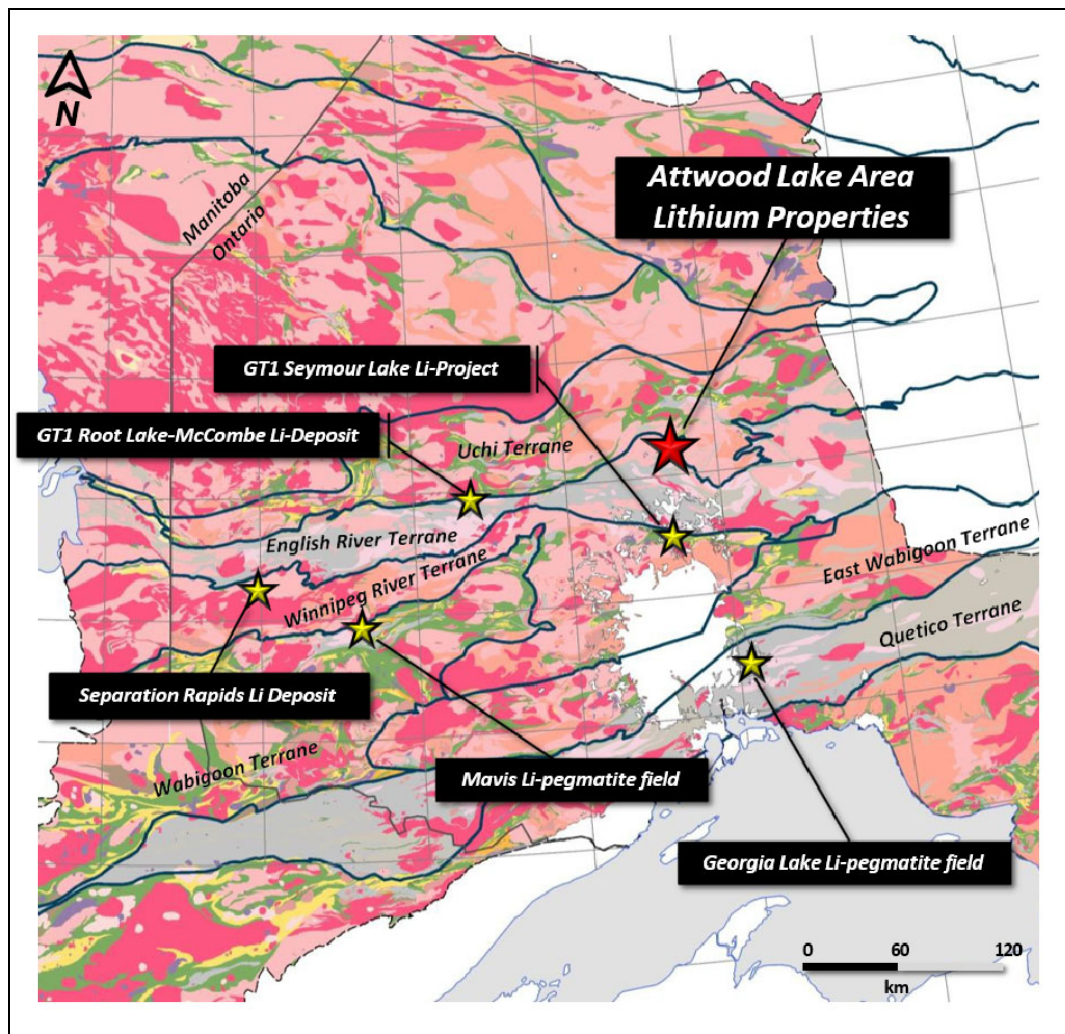 N
Manitoba
Ontario
Attwood Lake Area
Lithium Properties
GT1 Seymour Lake Li-Project
GT1 Root Lake-McCombe Li-Deposit
Uchi Terrane
English River Terrane
Winnipeg River Terrane
East Wabigoon Terrane
Quetico Terrane
Separation Rapids Li Deposit
Wabigoon Terrane
Mavis Li-pegmatite field
Georgia Lake Li-pegmatite field
0 60 120
km